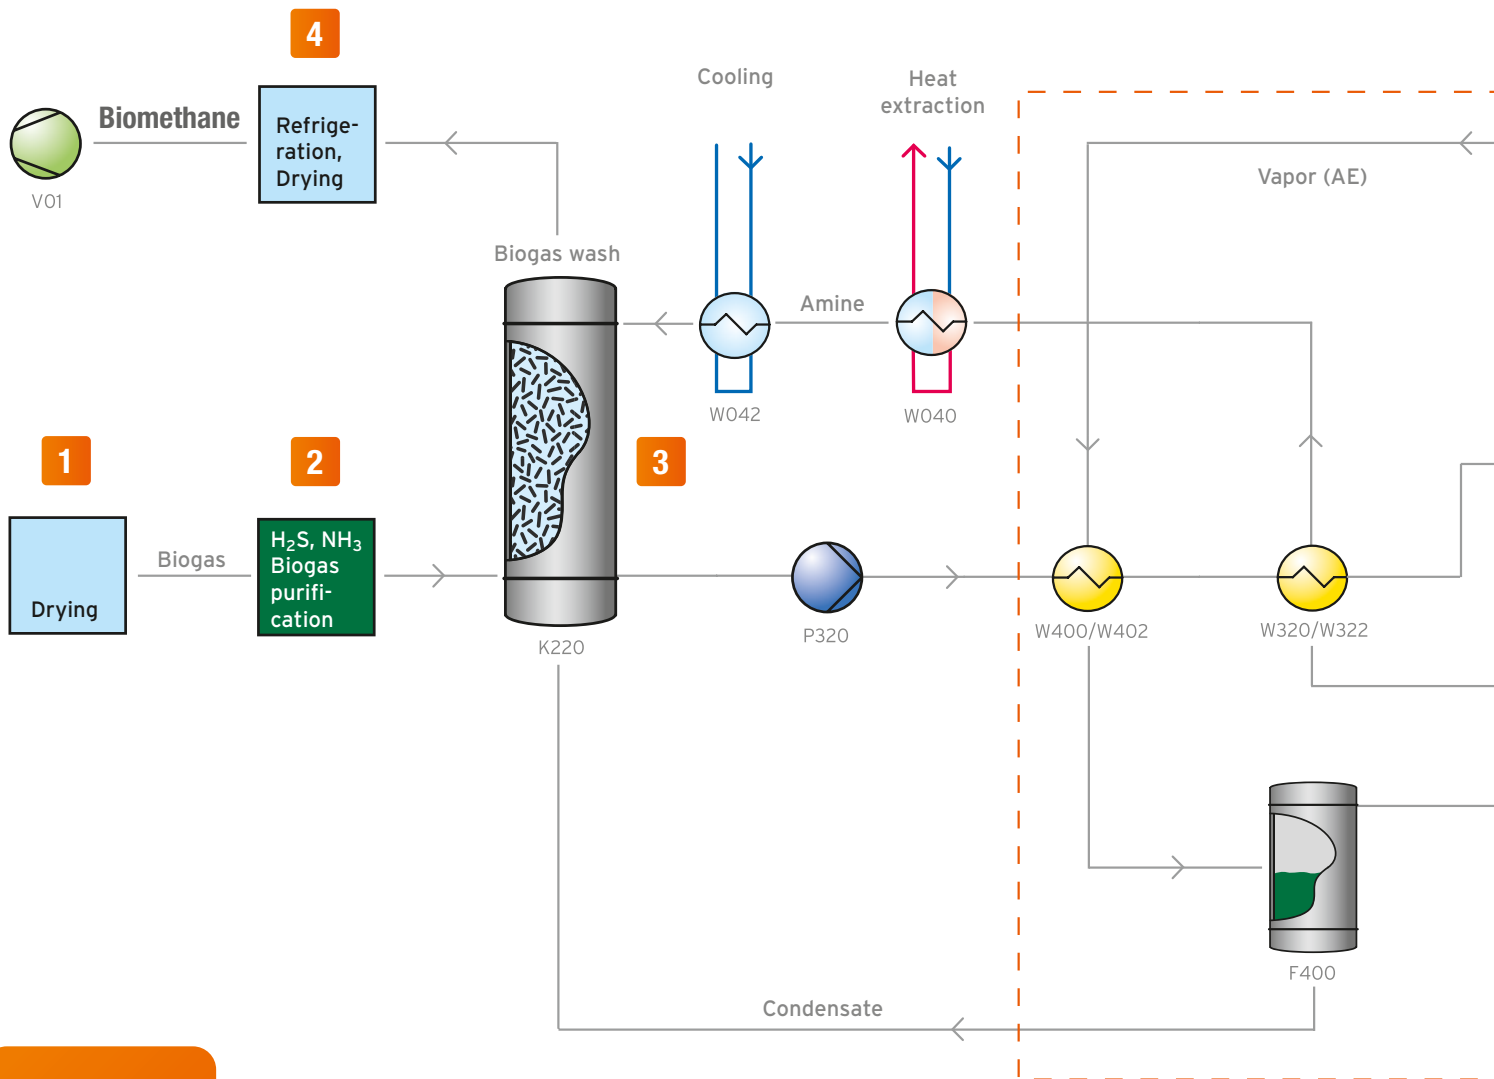 4
Cooling
Heat
extraction
Biomethane
Refrige-
ration,
Drying
V01
Vapor (AE)
Biogas wash
Amine
W042
W040
1
2
3
Biogas
H₂S, NH₃
Biogas
purifi-
cation
Drying
K220
P320
W400/W402
W320/W322
F400
Condensate